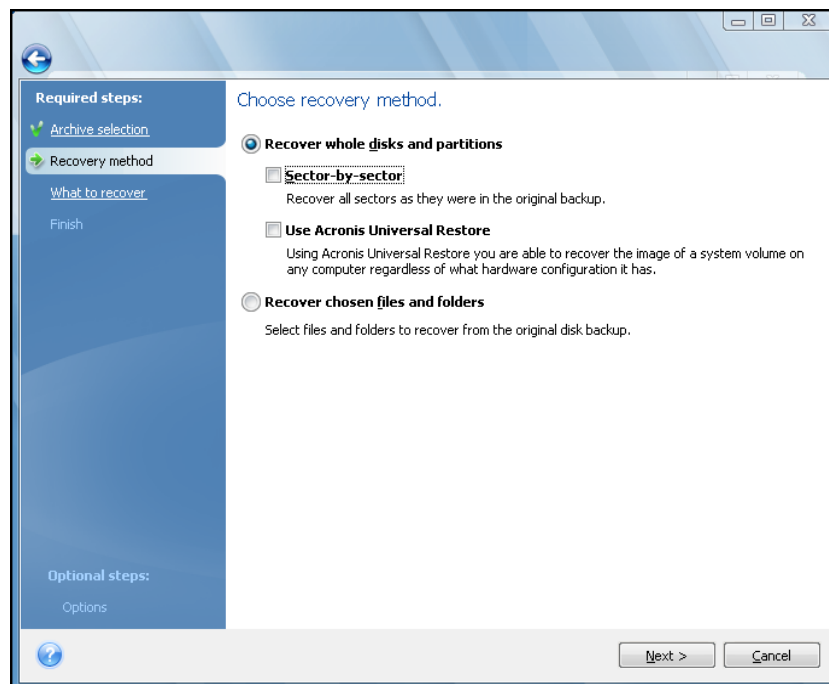 Required steps:
Archive selection
Recovery method
What to recover
Finish
Optional steps:
Options
Choose recovery method.
Recover whole disks and partitions
Sector-by-sector
Recover all sectors as they were in the original backup.
Use Acronis Universal Restore
Using Acronis Universal Restore you are able to recover the image of a system volume on
any computer regardless of what hardware configuration it has.
Recover chosen files and folders
Select files and folders to recover from the original disk backup.
Next >
Cancel